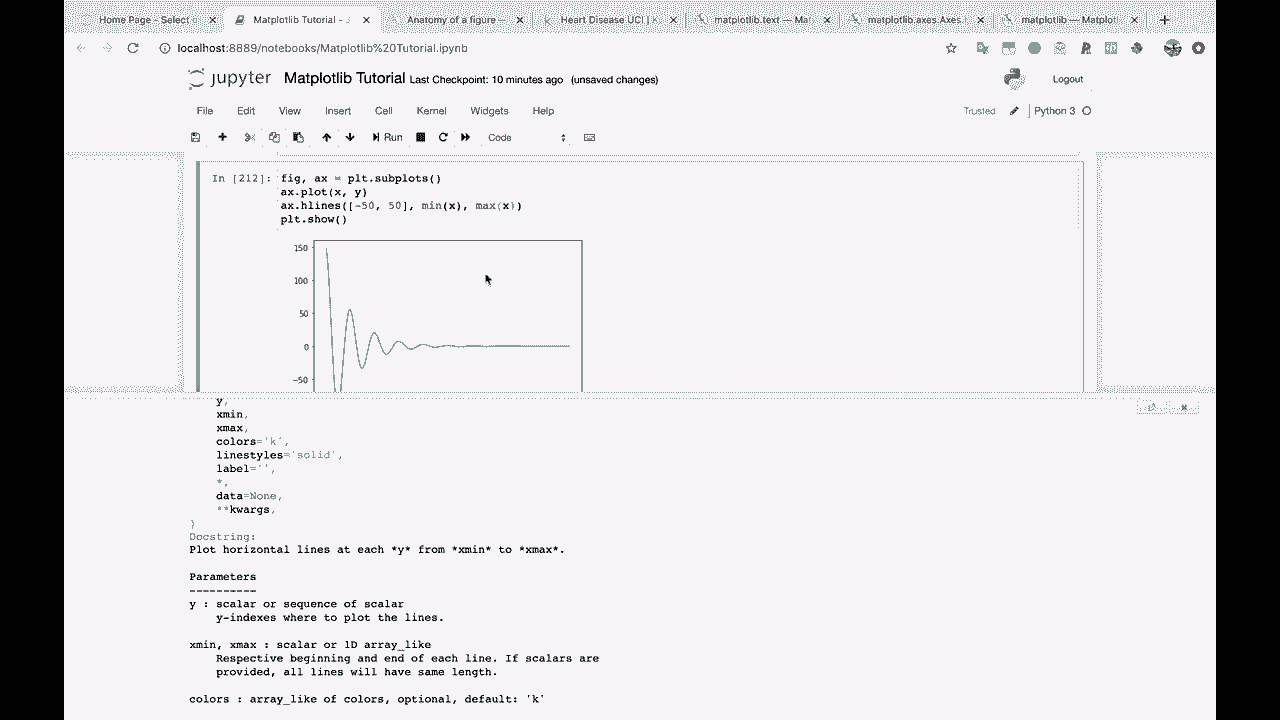 Home Page - Select o
Matplotlib Tutorial - J
Anatomy of a figure —
Heart Disease UCI | K
matplotlib.text — Ma
matplotlib.axes.Axes
matplotlib — Matplot
localhost:8889/notebooks/Matplotlib%20Tutorial.ipynb
jupyter Matplotlib Tutorial Last Checkpoint: 10 minutes ago (unsaved changes)
Logout
File Edit View Insert Cell Kernel Widgets Help
Trusted Python 3
Run Code
In [212]: fig, ax = plt.subplots()
ax.plot(x, y)
ax.hlines([-50, 50], min(x), max(x))
plt.show()
150
100
50
0
−50
y,
xmin,
xmax,
colors='k',
linestyles='solid',
label='',
*,
data=None,
**kwargs,
)
Docstring:
Plot horizontal lines at each *y* from *xmin* to *xmax*.
Parameters
----------
y : scalar or sequence of scalar
y-indexes where to plot the lines.
xmin, xmax : scalar or 1D array_like
Respective beginning and end of each line. If scalars are
provided, all lines will have same length.
colors : array_like of colors, optional, default: 'k'